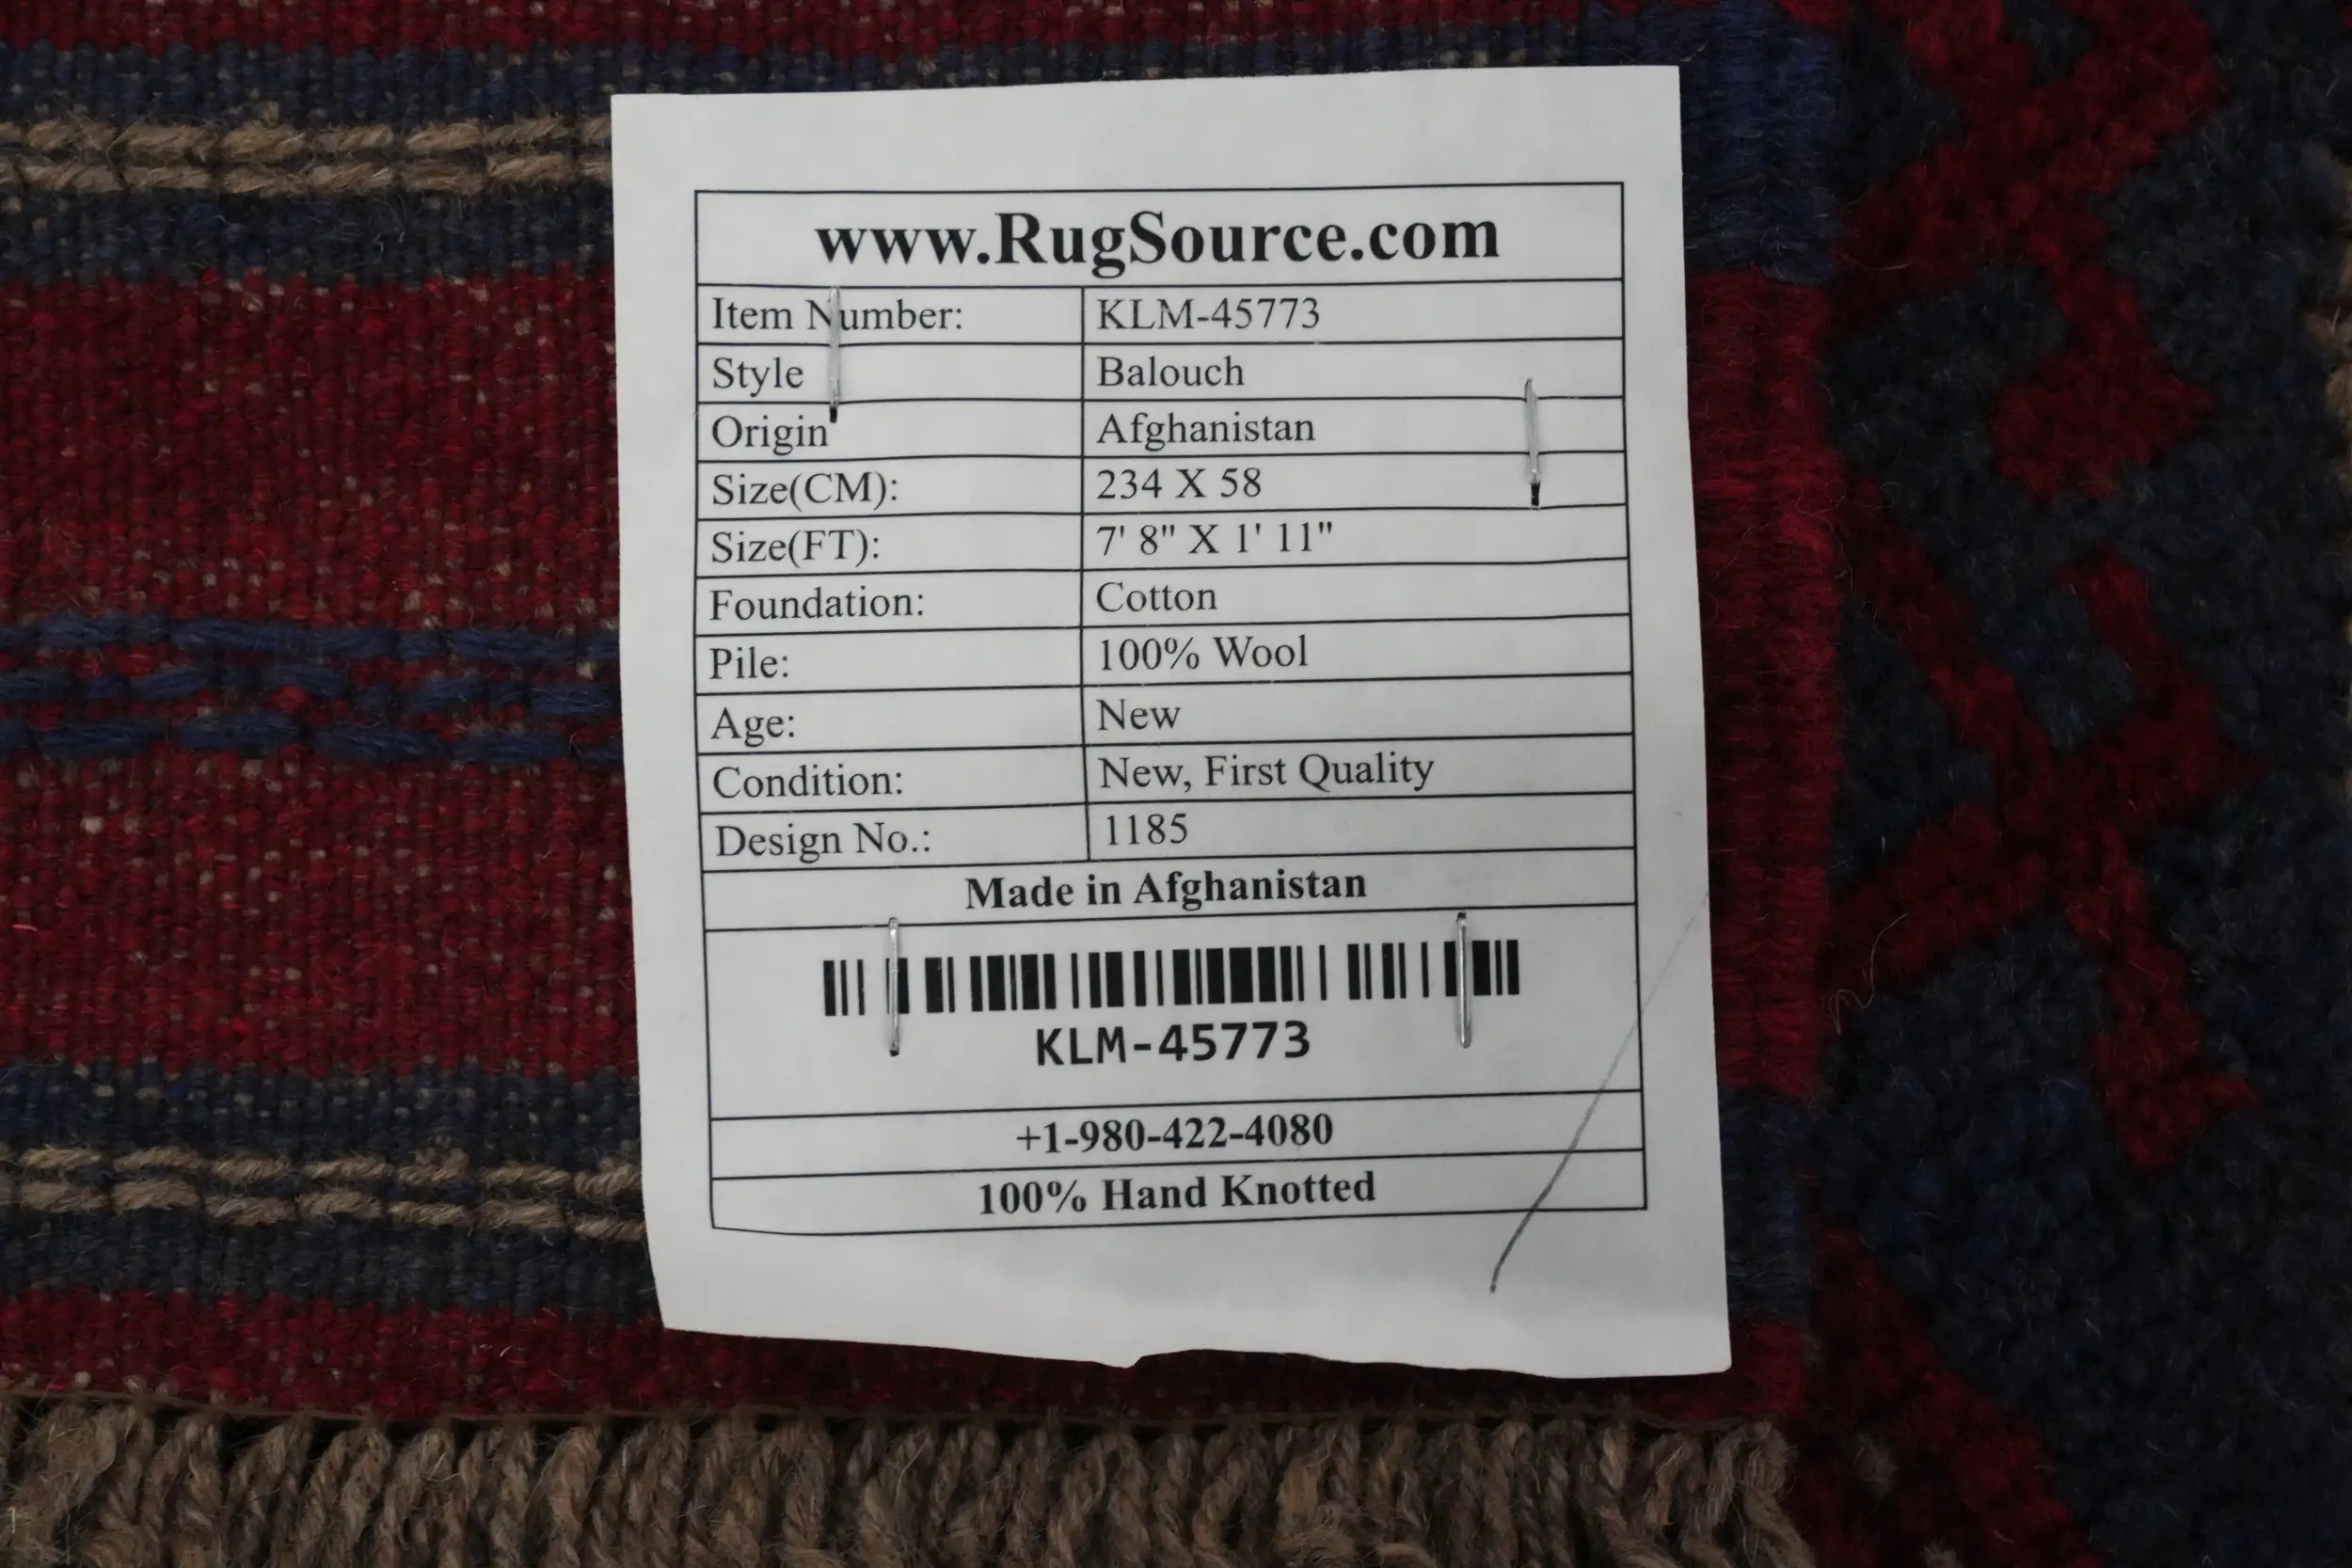 www.RugSource.com
Item Number: KLM-45773
Style Balouch
Origin Afghanistan
Size(CM): 234 X 58
Size(FT): 7' 8" X 1' 11"
Foundation: Cotton
Pile: 100% Wool
Age: New
Condition: New, First Quality
Design No.: 1185
Made in Afghanistan
KLM-45773
+1-980-422-4080
100% Hand Knotted